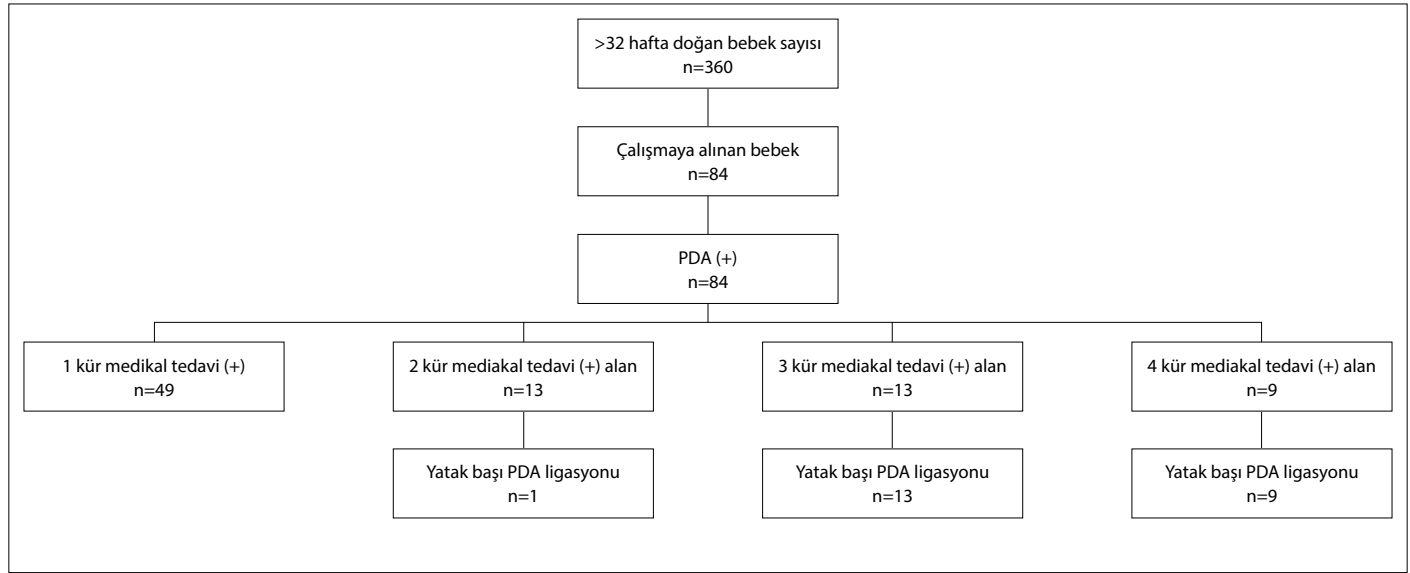 >32 hafta doğan bebek sayısı
n=360
Çalışmaya alınan bebek
n=84
PDA (+)
n=84
1 kür medikal tedavi (+)
n=49
2 kür mediakal tedavi (+) alan
n=13
3 kür mediakal tedavi (+) alan
n=13
4 kür mediakal tedavi (+) alan
n=9
Yatak başı PDA ligasyonu
n=1
Yatak başı PDA ligasyonu
n=13
Yatak başı PDA ligasyonu
n=9